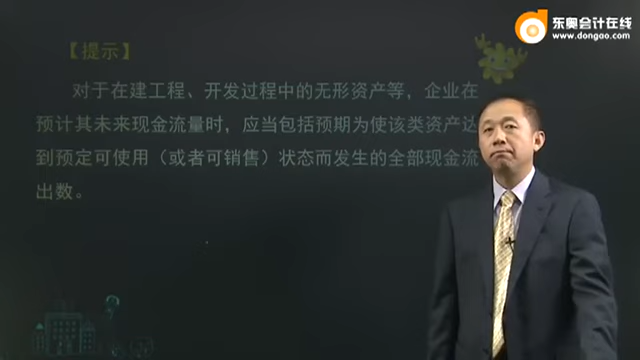 东奥会计在线
www.dongao.com
【提示】
对于在建工程、开发过程中的无形资产等，企业在
预计其未来现金流量时，应当包括预期为使该类资产达
到预定可使用（或者可销售）状态而发生的全部现金流
出数。